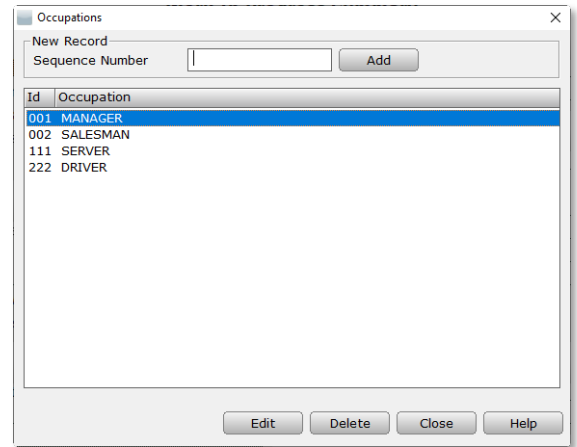 Occupations
New Record
Sequence Number Add
Id Occupation
001 MANAGER
002 SALESMAN
111 SERVER
222 DRIVER
Edit Delete Close Help